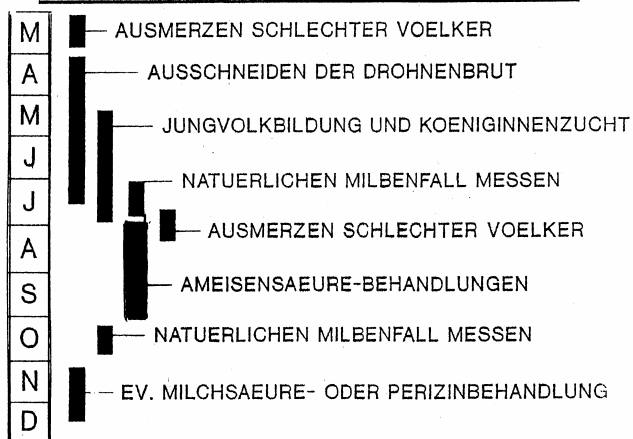 M
AUSMERZEN SCHLECHTER VOELKER
A
AUSSCHNEIDEN DER DROHNENBRUT
M
JUNGVOLKBILDUNG UND KOENIGINNENZUCHT
J
NATUERLICHEN MILBENFALL MESSEN
J
AUSMERZEN SCHLECHTER VOELKER
A
AMEISENSAEURE-BEHANDLUNGEN
S
O
NATUERLICHEN MILBENFALL MESSEN
N
EV. MILCHSAEURE- ODER PERIZINBEHANDLUNG
D